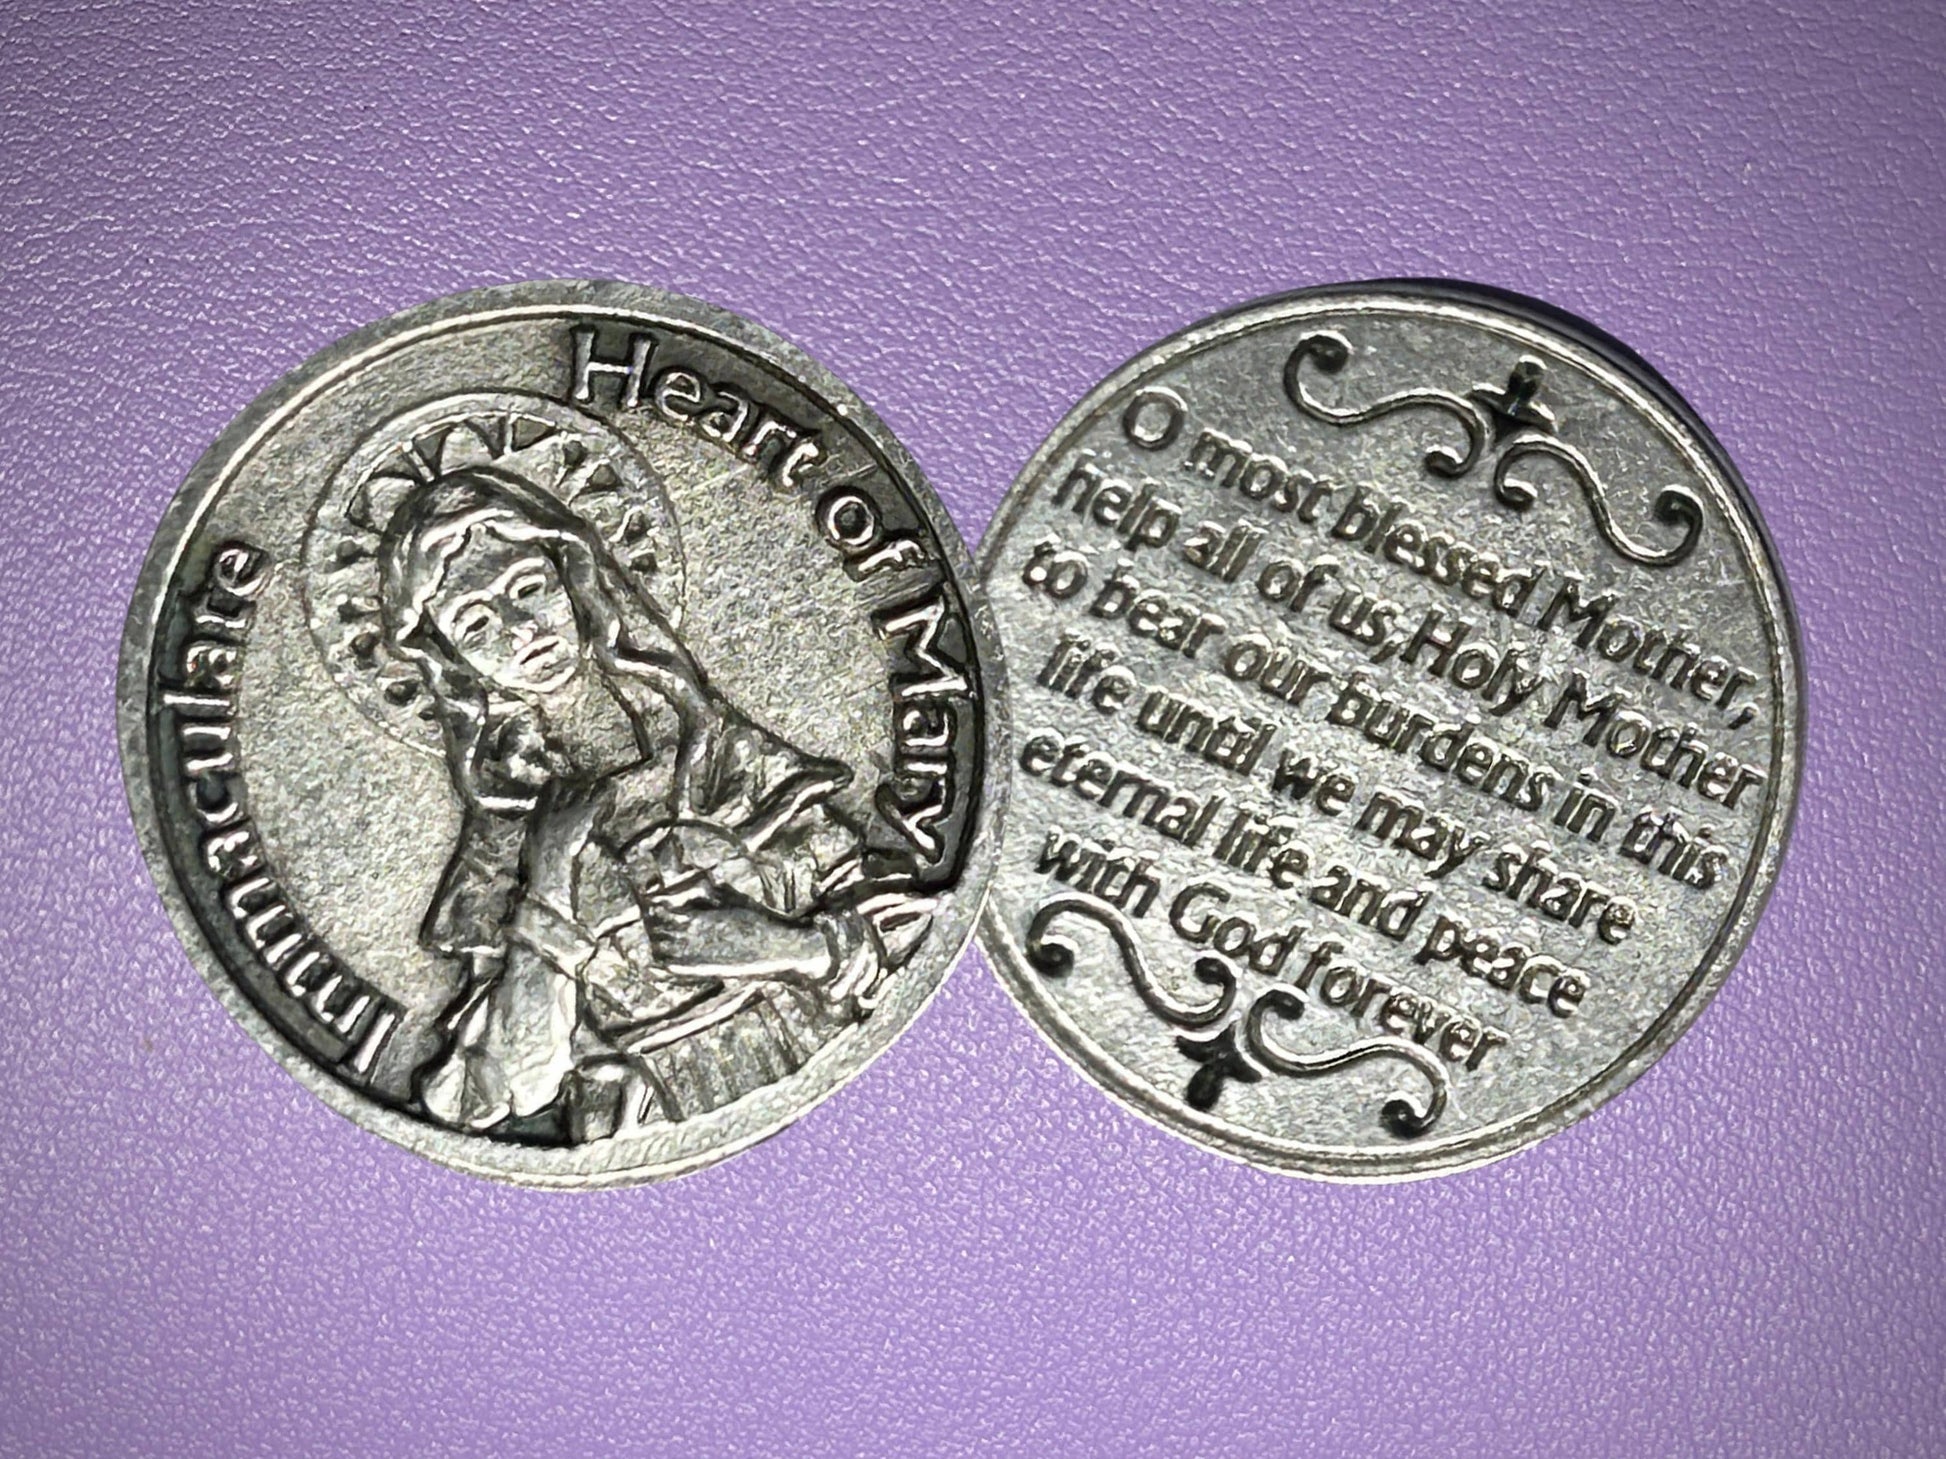 Immaculate
Heart of Mary
O most blessed Mother,
help all of us, Holy Mother
to bear our burdens in this
life until we may share
eternal life and peace
with God forever